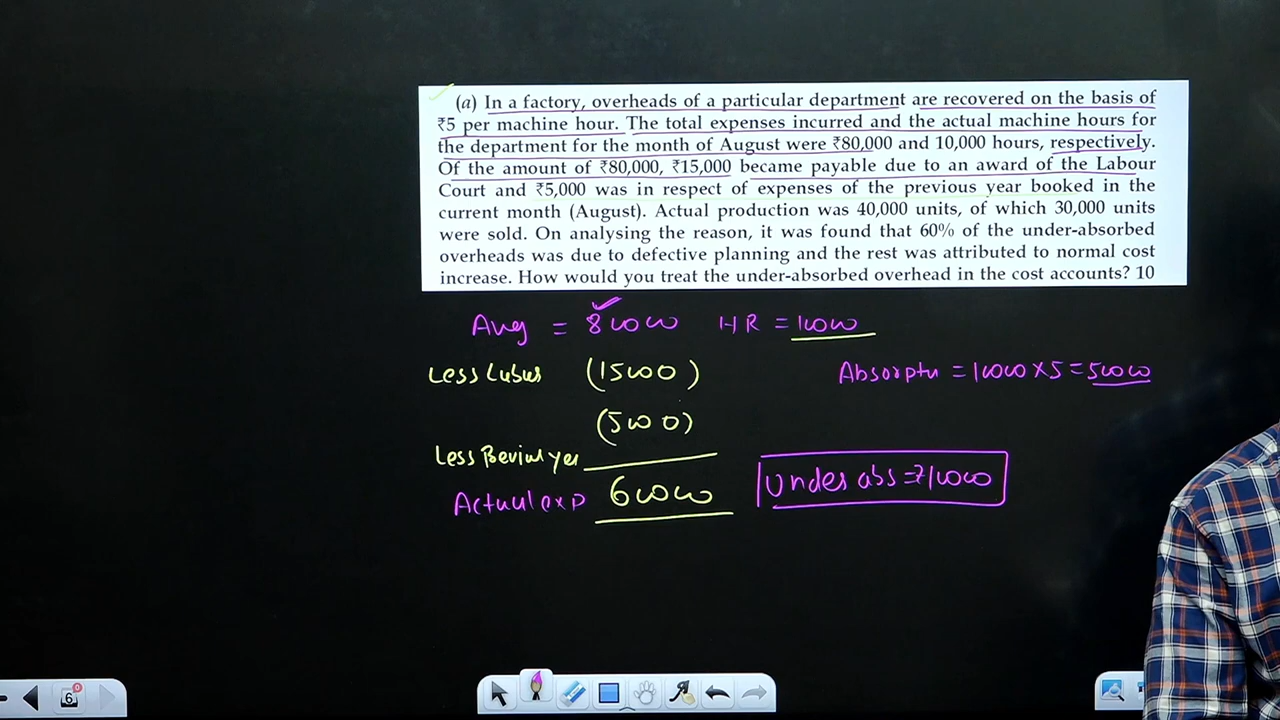 (a) In a factory, overheads of a particular department are recovered on the basis of
₹5 per machine hour. The total expenses incurred and the actual machine hours for
the department for the month of August were ₹80,000 and 10,000 hours, respectively.
Of the amount of ₹80,000, ₹15,000 became payable due to an award of the Labour
Court and ₹5,000 was in respect of expenses of the previous year booked in the
current month (August). Actual production was 40,000 units, of which 30,000 units
were sold. On analysing the reason, it was found that 60% of the under-absorbed
overheads was due to defective planning and the rest was attributed to normal cost
increase. How would you treat the under-absorbed overhead in the cost accounts? 10
Aug = 80000 HR = 10000
Less (15000)
= 10000 × 5 = 50000
(5000)
Less
Actual exp 60000
Under abs = ₹10000
6
0